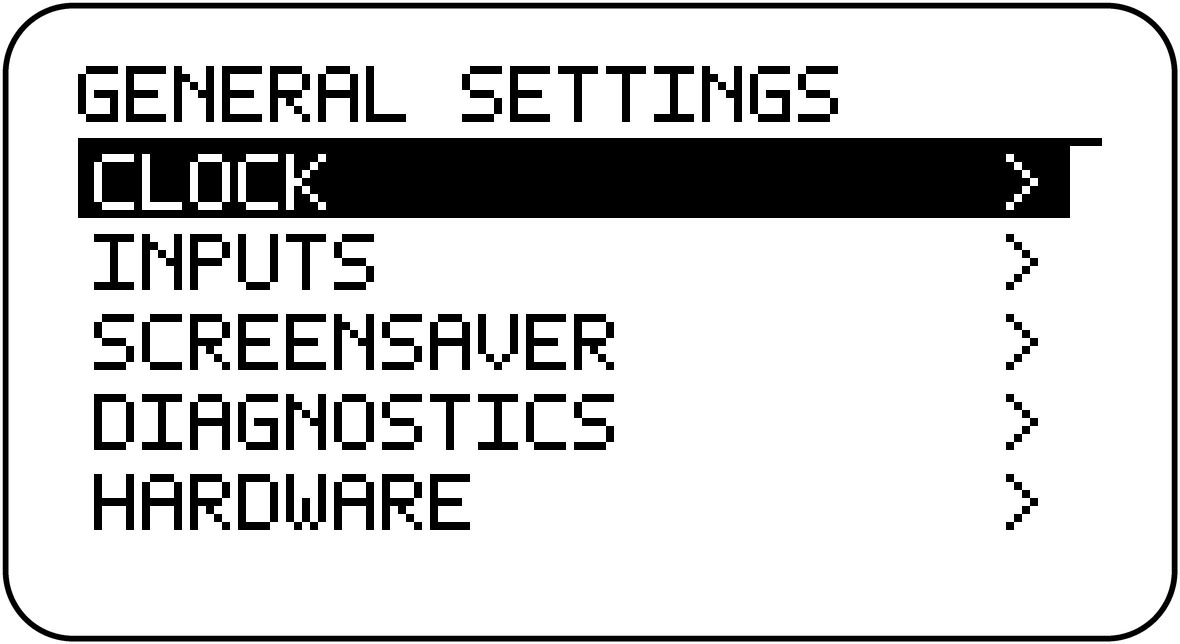 GENERAL SETTINGS
CLOCK >
INPUTS >
SCREENSAVER >
DIAGNOSTICS >
HARDWARE >